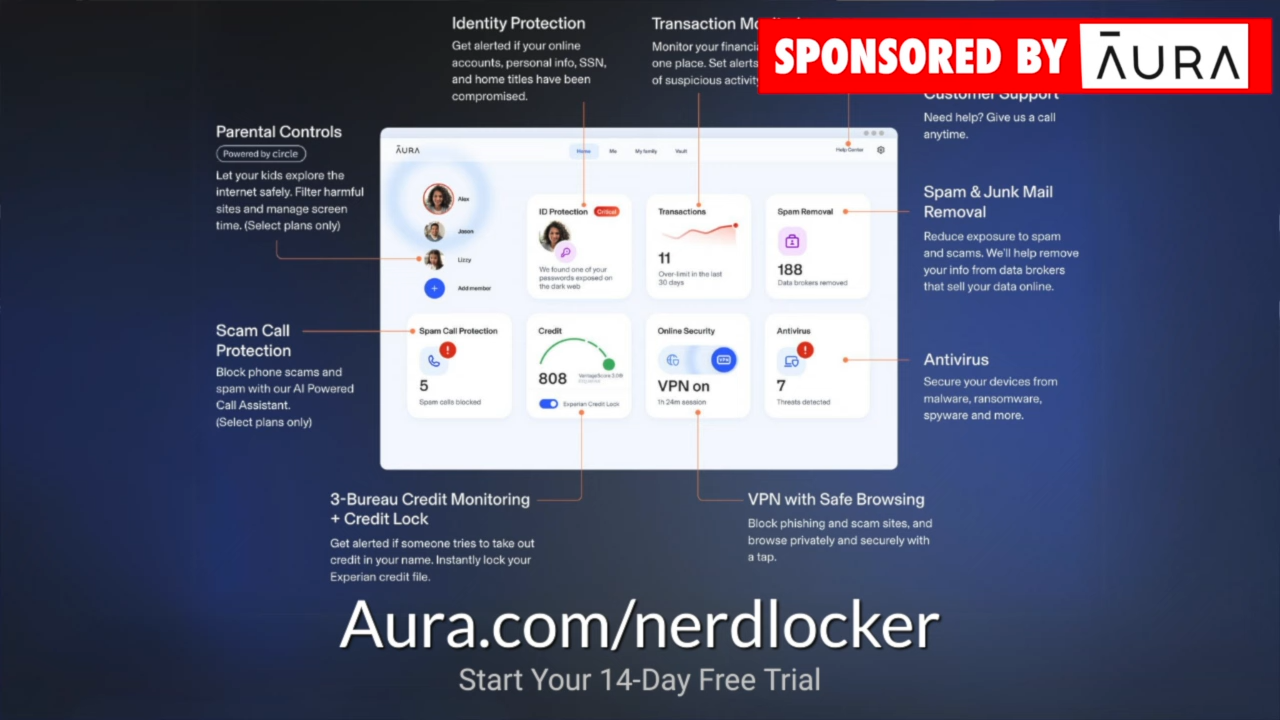 Identity Protection
Get alerted if your online
accounts, personal info, SSN,
and home titles have been
compromised.
Transaction
Monitor your
one place. Set alerts
of suspicious activity
SPONSORED BY AURA
Customer Support
Need help? Give us a call
anytime.
Parental Controls
Powered by circle
Let your kids explore the
internet safely. Filter harmful
sites and manage screen
time. (Select plans only)
Scam Call
Protection
Block phone scams and
spam with our AI Powered
Call Assistant.
(Select plans only)
AURA
Home Me My family Vault
Help Center
Alex
Jason
Lizzy
+ Add member
ID Protection Critical
We found one of your
passwords exposed on
the dark web
Transactions
11
Over-limit in the last
30 days
Spam Removal
188
Data brokers removed
Spam Call Protection
!
5
Spam calls blocked
Credit
808
Experian Credit Lock
Online Security
VPN
VPN on
1h 24m session
Antivirus
!
7
Threats detected
Spam & Junk Mail
Removal
Reduce exposure to spam
and scams. We'll help remove
your info from data brokers
that sell your data online.
Antivirus
Secure your devices from
malware, ransomware,
spyware and more.
3-Bureau Credit Monitoring
+ Credit Lock
Get alerted if someone tries to take out
credit in your name. Instantly lock your
Experian credit file.
VPN with Safe Browsing
Block phishing and scam sites, and
browse privately and securely with
a tap.
Aura.com/nerdlocker
Start Your 14-Day Free Trial